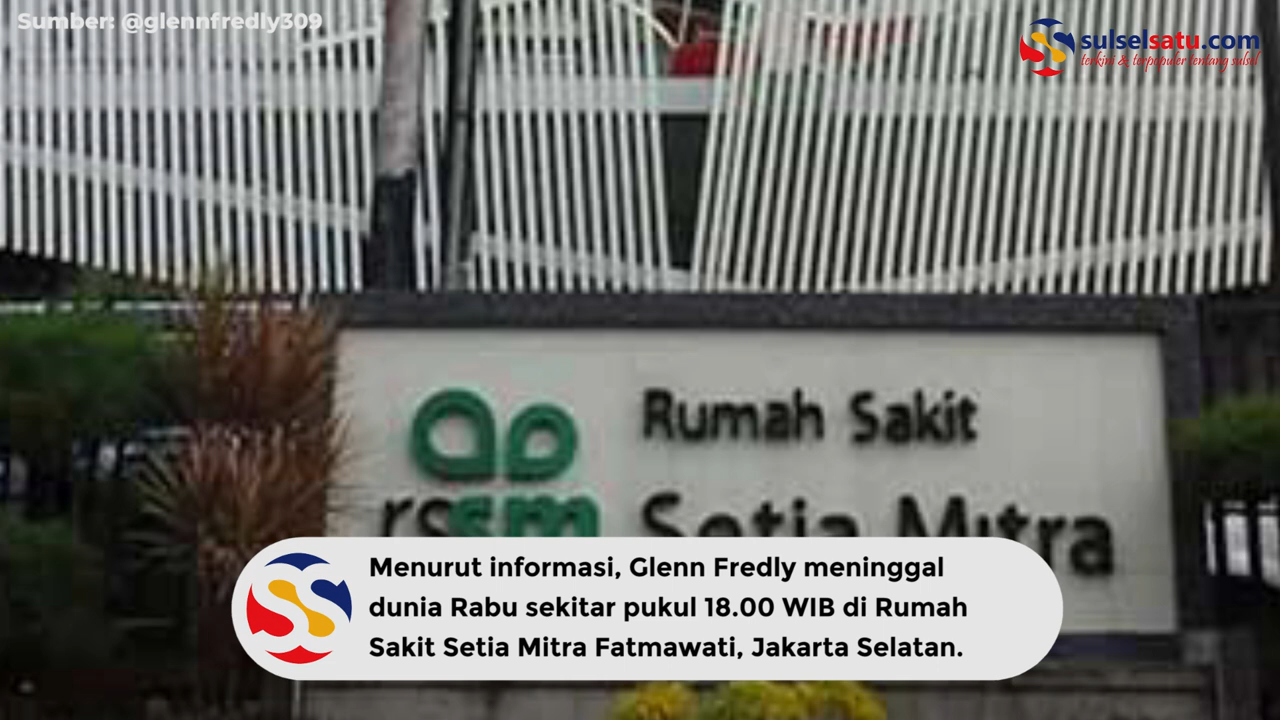 Sumber: @glennfredly309
sulselsatu.com
terkini & terpopuler tentang sulsel
Rumah Sakit
rssm
Setia Mitra
Menurut informasi, Glenn Fredly meninggal
dunia Rabu sekitar pukul 18.00 WIB di Rumah
Sakit Setia Mitra Fatmawati, Jakarta Selatan.